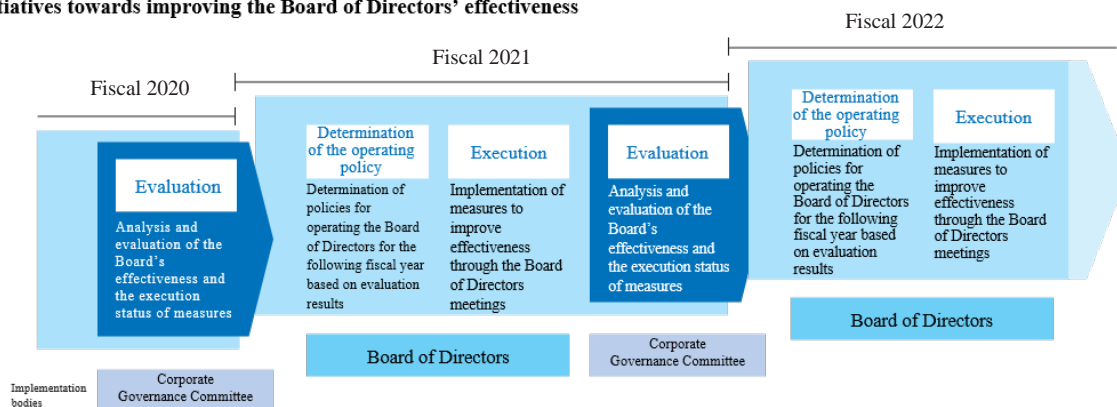 tiatives towards improving the Board of Directors' effectiveness
Fiscal 2020
Fiscal 2021
Fiscal 2022
Evaluation
Analysis and
evaluation of the
Board's
effectiveness and
the execution
status of measures
Determination
of the operating
policy
Determination of
policies for
operating the Board
of Directors for the
following fiscal year
based on evaluation
results
Execution
Implementation of
measures to
improve
effectiveness
through the Board
of Directors
meetings
Evaluation
Analysis and
evaluation of the
Board's
effectiveness and
the execution status
of measures
Determination
of the operating
policy
Determination of
policies for
operating the
Board of Directors
for the following
fiscal year based
on evaluation
results
Execution
Implementation of
measures to
improve
effectiveness
through the Board
of Directors
meetings
Implementation
bodies
Corporate
Governance Committee
Board of Directors
Corporate
Governance Committee
Board of Directors